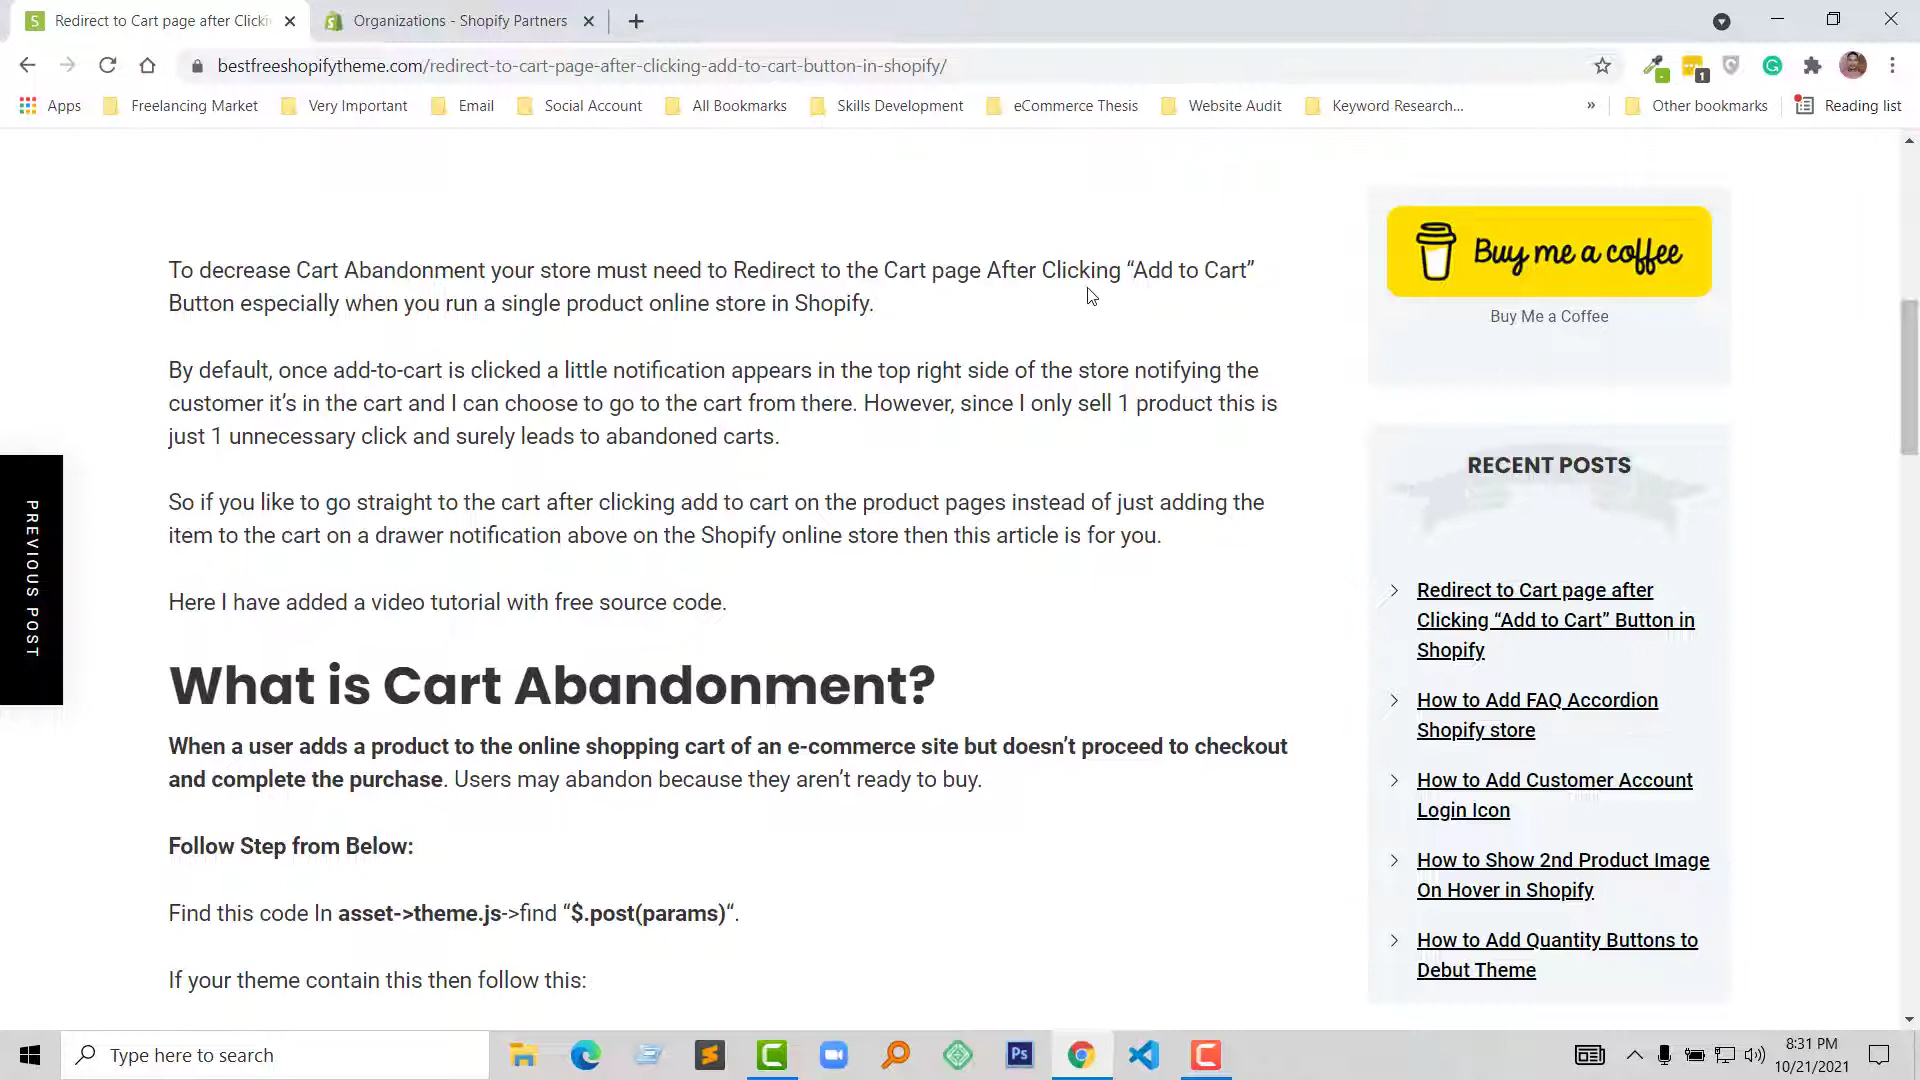 Redirect to Cart page after Clicki
Organizations - Shopify Partners
bestfreeshopifytheme.com/redirect-to-cart-page-after-clicking-add-to-cart-button-in-shopify/
1
Apps
Freelancing Market
Very Important
Email
Social Account
All Bookmarks
Skills Development
eCommerce Thesis
Website Audit
Keyword Research...
»
Other bookmarks
Reading list
To decrease Cart Abandonment your store must need to Redirect to the Cart page After Clicking “Add to Cart”
Button especially when you run a single product online store in Shopify.
By default, once add-to-cart is clicked a little notification appears in the top right side of the store notifying the
customer it’s in the cart and I can choose to go to the cart from there. However, since I only sell 1 product this is
just 1 unnecessary click and surely leads to abandoned carts.
So if you like to go straight to the cart after clicking add to cart on the product pages instead of just adding the
item to the cart on a drawer notification above on the Shopify online store then this article is for you.
Here I have added a video tutorial with free source code.
What is Cart Abandonment?
When a user adds a product to the online shopping cart of an e-commerce site but doesn’t proceed to checkout
and complete the purchase. Users may abandon because they aren’t ready to buy.
Follow Step from Below:
Find this code In asset->theme.js->find “$.post(params)“.
If your theme contain this then follow this:
PREVIOUS POST
Buy me a coffee
Buy Me a Coffee
RECENT POSTS
Redirect to Cart page after
Clicking “Add to Cart” Button in
Shopify
How to Add FAQ Accordion
Shopify store
How to Add Customer Account
Login Icon
How to Show 2nd Product Image
On Hover in Shopify
How to Add Quantity Buttons to
Debut Theme
Type here to search
Ps
8:31 PM
10/21/2021